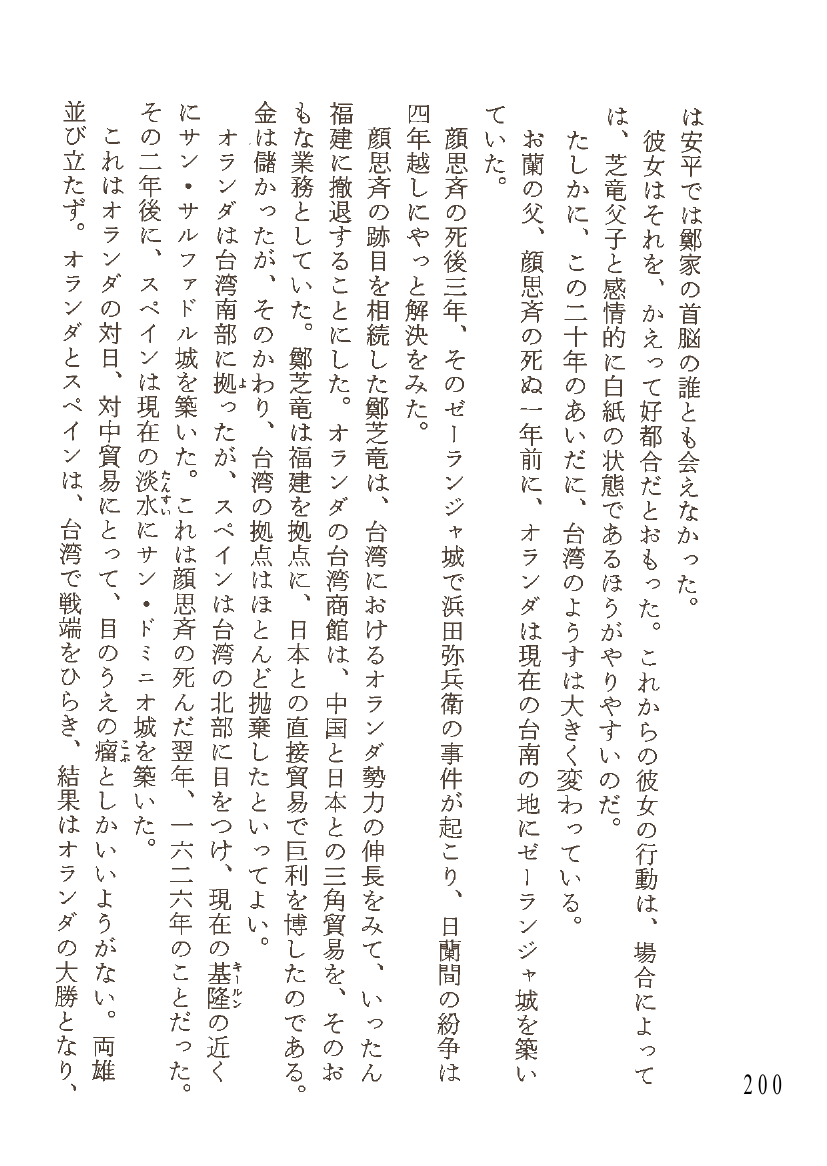 は安平では鄭家の首脳の誰とも会えなかった。
彼女はそれを、かえって好都合だとおもった。これからの彼女の行動は、場合によって
は、芝竜父子と感情的に白紙の状態であるほうがやりやすいのだ。
たしかに、この二十年のあいだに、台湾のようすは大きく変わっている。
お蘭の父、顔思斉の死ぬ一年前に、オランダは現在の台南の地にゼーランジャ城を築い
ていた。
顔思斉の死後三年、そのゼーランジャ城で浜田弥兵衛の事件が起こり、日蘭間の紛争は
四年越しにやっと解決をみた。
顔思斉の跡目を相続した鄭芝竜は、台湾におけるオランダ勢力の伸長をみて、いったん
福建に撤退することにした。オランダの台湾商館は、中国と日本との三角貿易を、そのお
もな業務としていた。鄭芝竜は福建を拠点に、日本との直接貿易で巨利を博したのである。
金は儲かったが、そのかわり、台湾の拠点はほとんど抛棄したといってよい。
オランダは台湾南部に拠ったが、スペインは台湾の北部に目をつけ、現在の基隆の近く
にサン・サルファドル城を築いた。これは顔思斉の死んだ翌年、一六二六年のことだった。
その二年後に、スペインは現在の淡水にサン・ドミニオ城を築いた。
これはオランダの対日、対中貿易にとって、目のうえの瘤としかいいようがない。両雄
並び立たず。オランダとスペインは、台湾で戦端をひらき、結果はオランダの大勝となり、
200